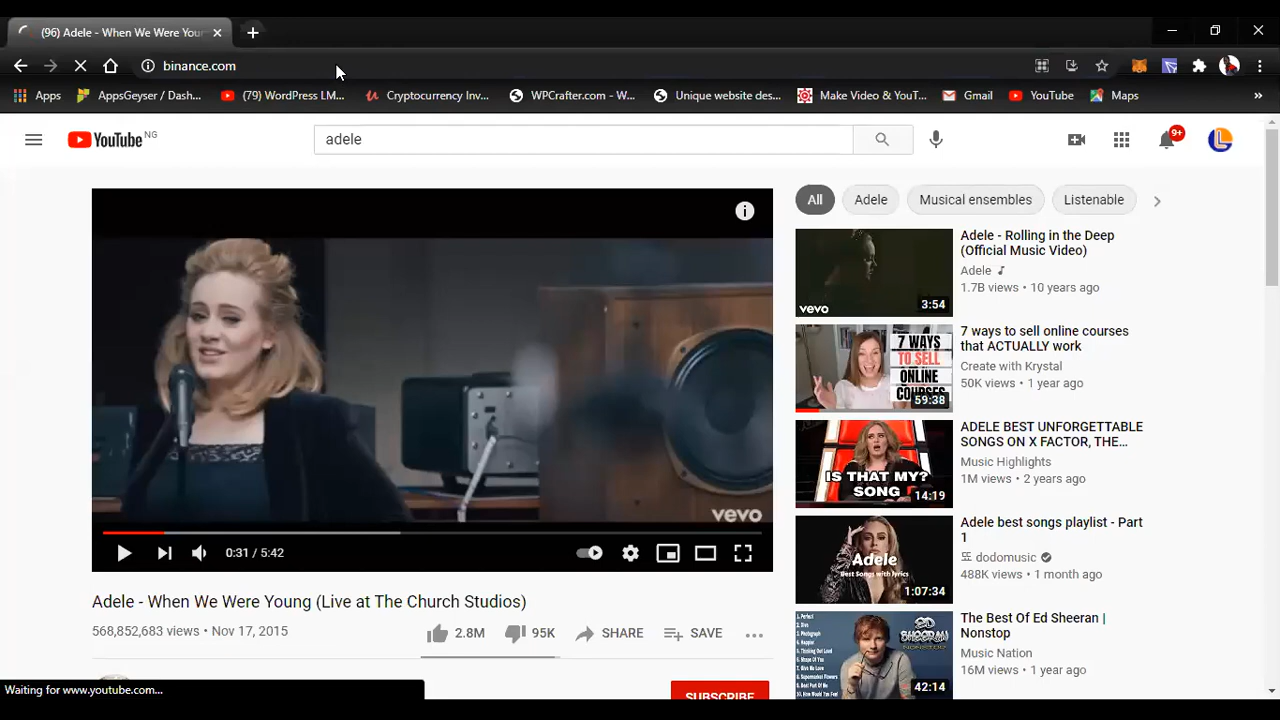 (96) Adele - When We Were You
binance.com
Apps
AppsGeyser / Dash...
(79) WordPress LM...
Cryptocurrency Inv...
WPCrafter.com - W...
Unique website des...
Make Video & YouT...
Gmail
YouTube
Maps
»
YouTube NG
adele
9+
All
Adele
Musical ensembles
Listenable
vevo
0:31 / 5:42
Adele - When We Were Young (Live at The Church Studios)
568,852,683 views • Nov 17, 2015
2.8M
95K
SHARE
SAVE
SUBSCRIBE
vevo
3:54
Adele - Rolling in the Deep
(Official Music Video)
Adele
1.7B views • 10 years ago
7 WAYS
TO SELL
ONLINE
COURSES
59:38
7 ways to sell online courses
that ACTUALLY work
Create with Krystal
50K views • 1 year ago
IS THAT MY?
SONG
14:19
ADELE BEST UNFORGETTABLE
SONGS ON X FACTOR, THE...
Music Highlights
1M views • 2 years ago
Adele
Best Songs with lyrics
1:07:34
Adele best songs playlist - Part
1
dodomusic
488K views • 1 month ago
ED
SHEERAN
NONSTOP
42:14
The Best Of Ed Sheeran |
Nonstop
Music Nation
16M views • 1 year ago
Waiting for www.youtube.com...